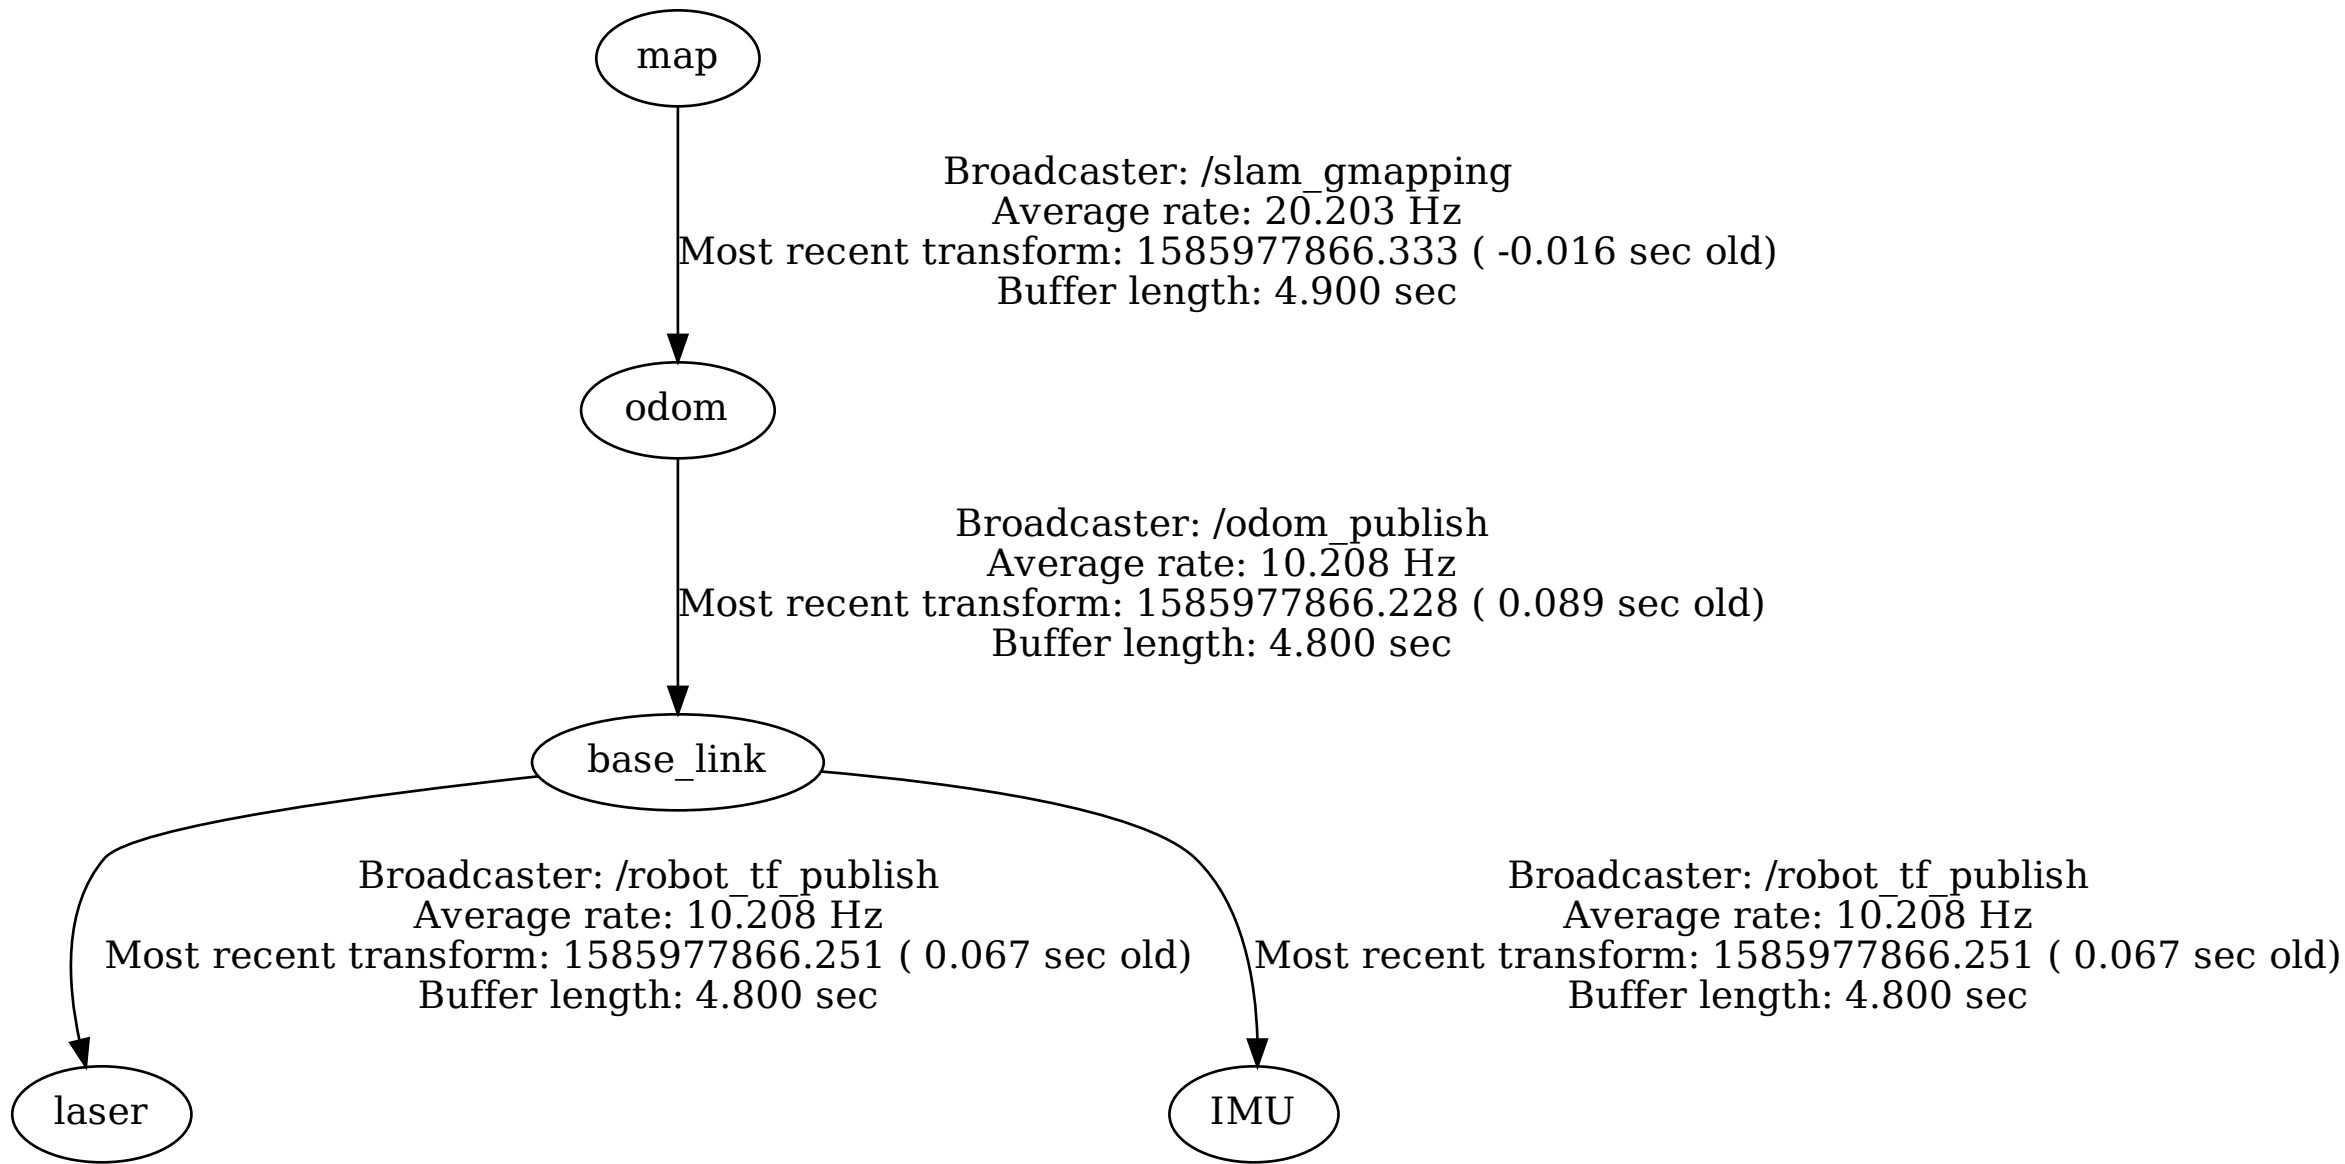 map
Broadcaster: /slam_gmapping
Average rate: 20.203 Hz
Most recent transform: 1585977866.333 ( -0.016 sec old)
Buffer length: 4.900 sec
odom
Broadcaster: /odom_publish
Average rate: 10.208 Hz
Most recent transform: 1585977866.228 ( 0.089 sec old)
Buffer length: 4.800 sec
base_link
Broadcaster: /robot_tf_publish
Average rate: 10.208 Hz
Most recent transform: 1585977866.251 ( 0.067 sec old)
Buffer length: 4.800 sec
Broadcaster: /robot_tf_publish
Average rate: 10.208 Hz
Most recent transform: 1585977866.251 ( 0.067 sec old)
Buffer length: 4.800 sec
laser
IMU